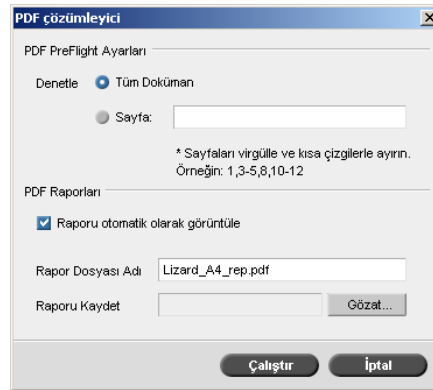 PDF çözümleyici
PDF PreFlight Ayarları
Denetle Tüm Doküman
Sayfa:
* Sayfaları virgülle ve kısa çizgilerle ayırın.
Örneğin: 1,3-5,8,10-12
PDF Raporları
Raporu otomatik olarak görüntüle
Rapor Dosyası Adı Lizard_A4_rep.pdf
Raporu Kaydet Gözat...
Çalıştır İptal